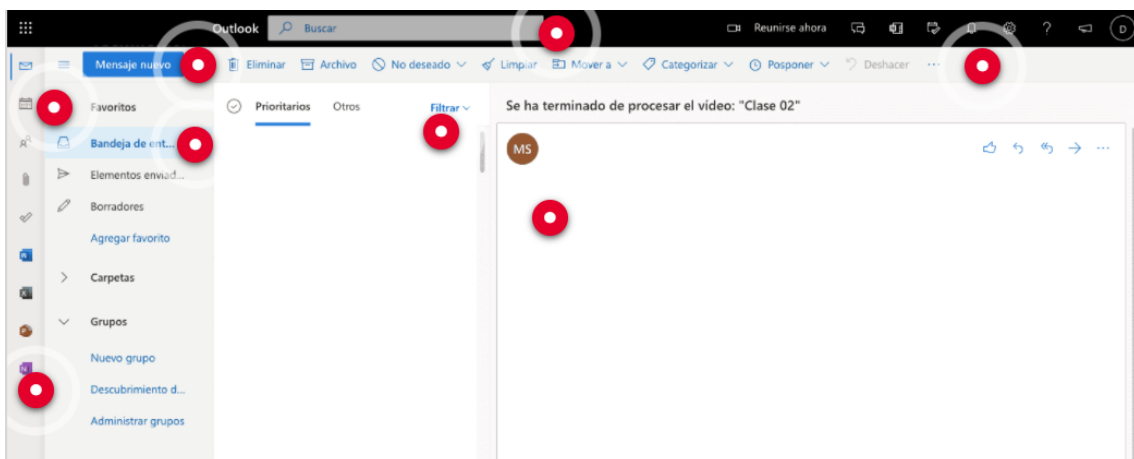 Outlook Buscar Reunirse ahora D
Mensaje nuevo Eliminar Archivo No deseado Limpiar Mover a Categorizar Posponer Deshacer ...
Favoritos Prioritarios Otros Filtrar Se ha terminado de procesar el vídeo: "Clase 02"
Bandeja de ent... MS
Elementos enviad...
Borradores
Agregar favorito
Carpetas
Grupos
Nuevo grupo
Descubrimiento d...
Administrar grupos